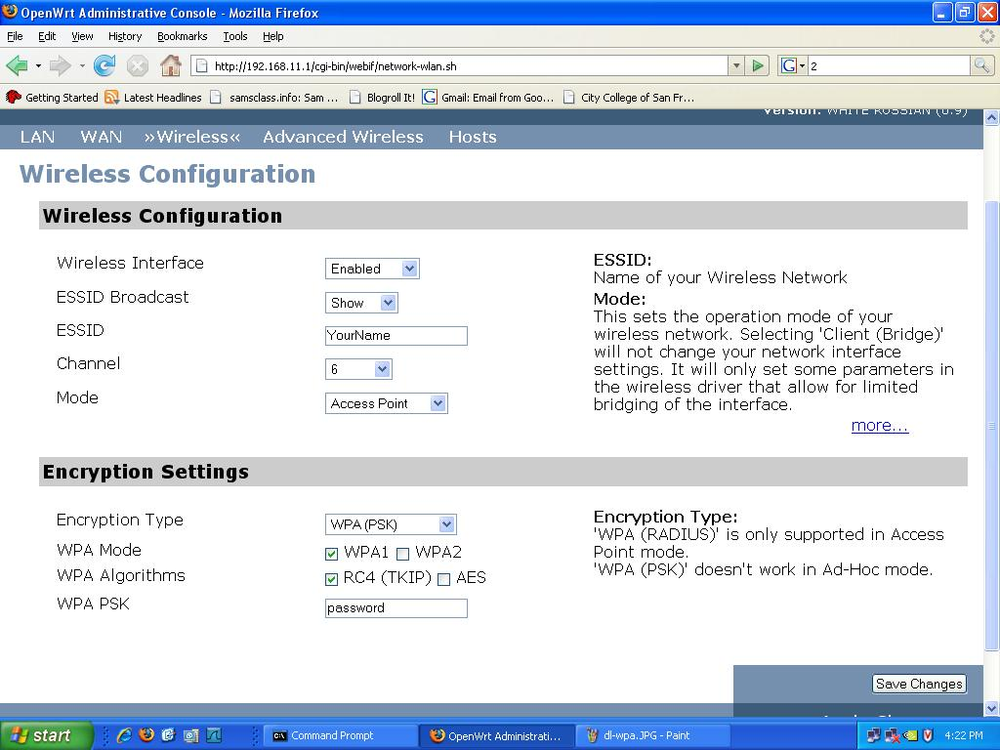 OpenWrt Administrative Console - Mozilla Firefox
File Edit View History Bookmarks Tools Help
http://192.168.11.1/cgi-bin/webif/network-wlan.sh
G 2
Getting Started Latest Headlines samsclass.info: Sam ... Blogroll It! Gmail: Email from Goo... City College of San Fr...
Version: WHITE RUSSIAN (0.9)
LAN WAN »Wireless« Advanced Wireless Hosts
Wireless Configuration
Wireless Configuration
Wireless Interface Enabled
ESSID Broadcast Show
ESSID YourName
Channel 6
Mode Access Point
ESSID:
Name of your Wireless Network
Mode:
This sets the operation mode of your
wireless network. Selecting 'Client (Bridge)'
will not change your network interface
settings. It will only set some parameters in
the wireless driver that allow for limited
bridging of the interface.
more...
Encryption Settings
Encryption Type WPA (PSK)
WPA Mode WPA1 WPA2
WPA Algorithms RC4 (TKIP) AES
WPA PSK password
Encryption Type:
'WPA (RADIUS)' is only supported in Access
Point mode.
'WPA (PSK)' doesn't work in Ad-Hoc mode.
Save Changes
start Command Prompt OpenWrt Administrati... dl-wpa.JPG - Paint 4:22 PM